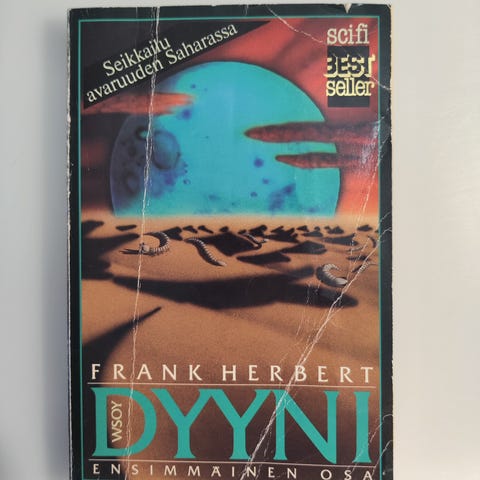 Seikkailu
avaruuden Saharassa
scifi
BEST
seller
FRANK HERBERT
WSOY
DYYNI
ENSIMMÄINEN OSA